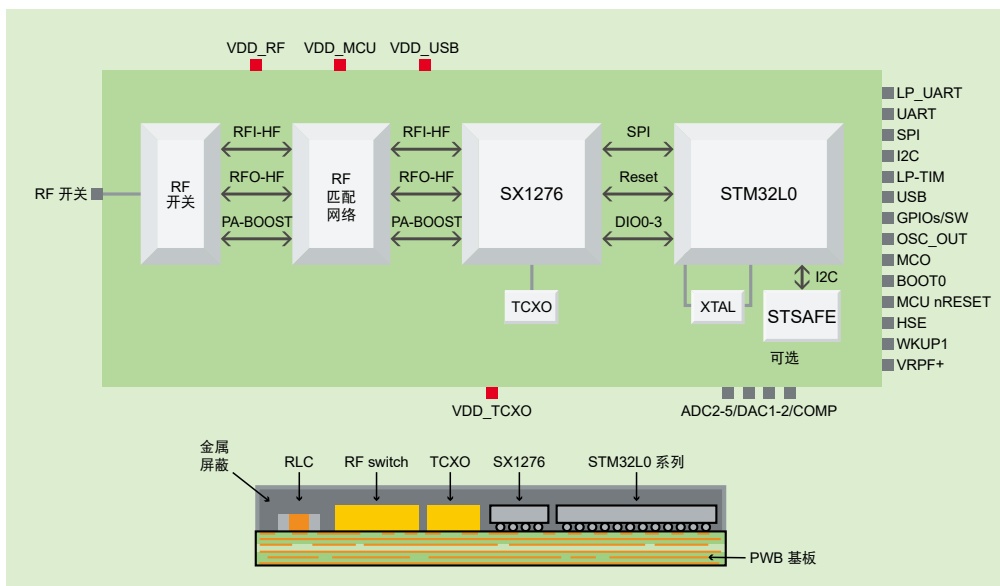 VDD_RF
VDD_MCU
VDD_USB
LP_UART
UART
SPI
I2C
LP-TIM
USB
GPIOs/SW
OSC_OUT
MCO
BOOT0
MCU nRESET
HSE
WKUP1
VRPF+
RF 开关
RF
开关
RFI-HF
RFO-HF
PA-BOOST
RF
匹配
网络
RFI-HF
RFO-HF
PA-BOOST
SX1276
SPI
Reset
DIO0-3
STM32L0
TCXO
XTAL
I2C
STSAFE
可选
VDD_TCXO
ADC2-5/DAC1-2/COMP
金属
屏蔽
RLC
RF switch
TCXO
SX1276
STM32L0 系列
PWB 基板